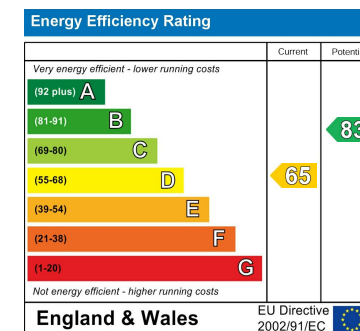 Energy Efficiency Rating
Current
Very energy efficient - lower running costs
(92 plus) A
(81-91) B
(69-80) C
(55-68) D
(39-54) E
(21-38) F
(1-20) G
65
83
Not energy efficient - higher running costs
England & Wales
EU Directive
2002/91/EC